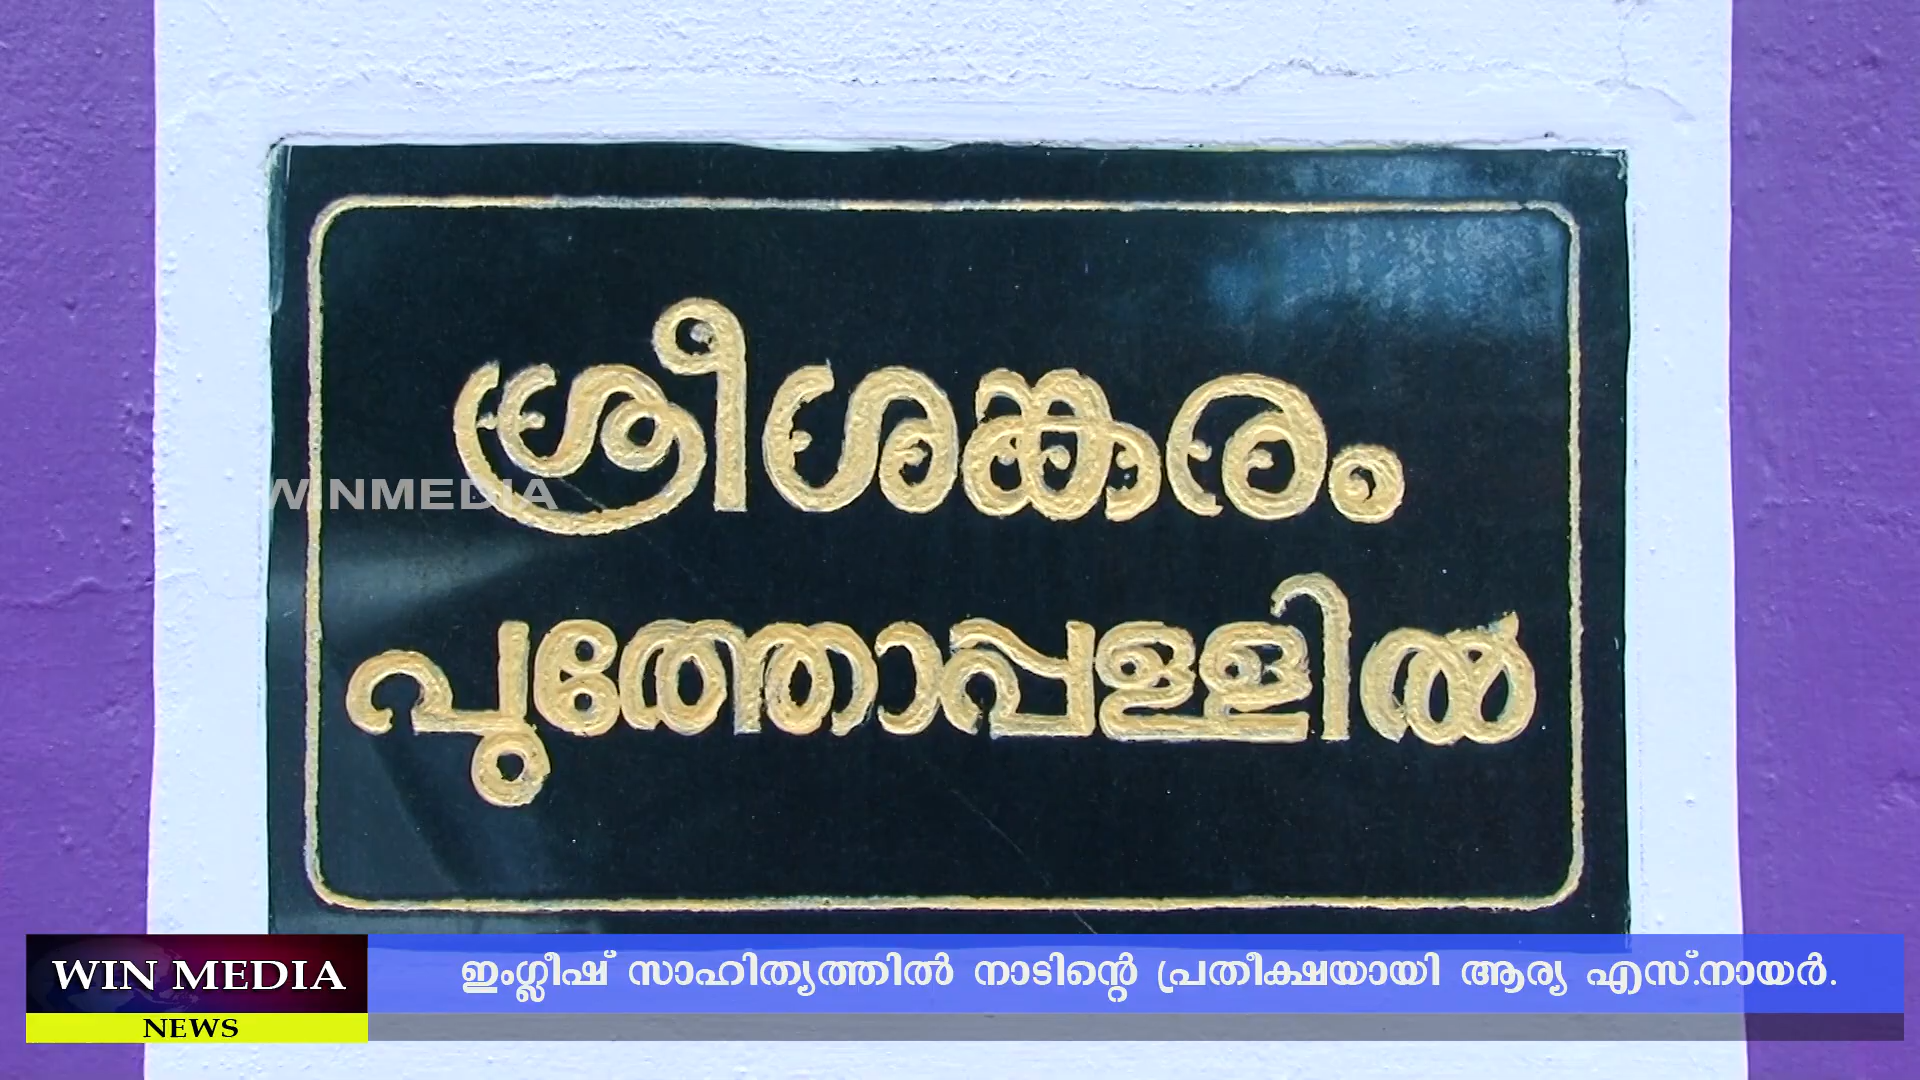 ശ്രീശങ്കരം
WINMEDIA
പുത്തോപ്പള്ളിൽ
WIN MEDIA
ഇംഗ്ലീഷ് സാഹിത്യത്തിൽ നാടിന്റെ പ്രതീക്ഷയായി ആര്യ എസ്.നായർ.
NEWS